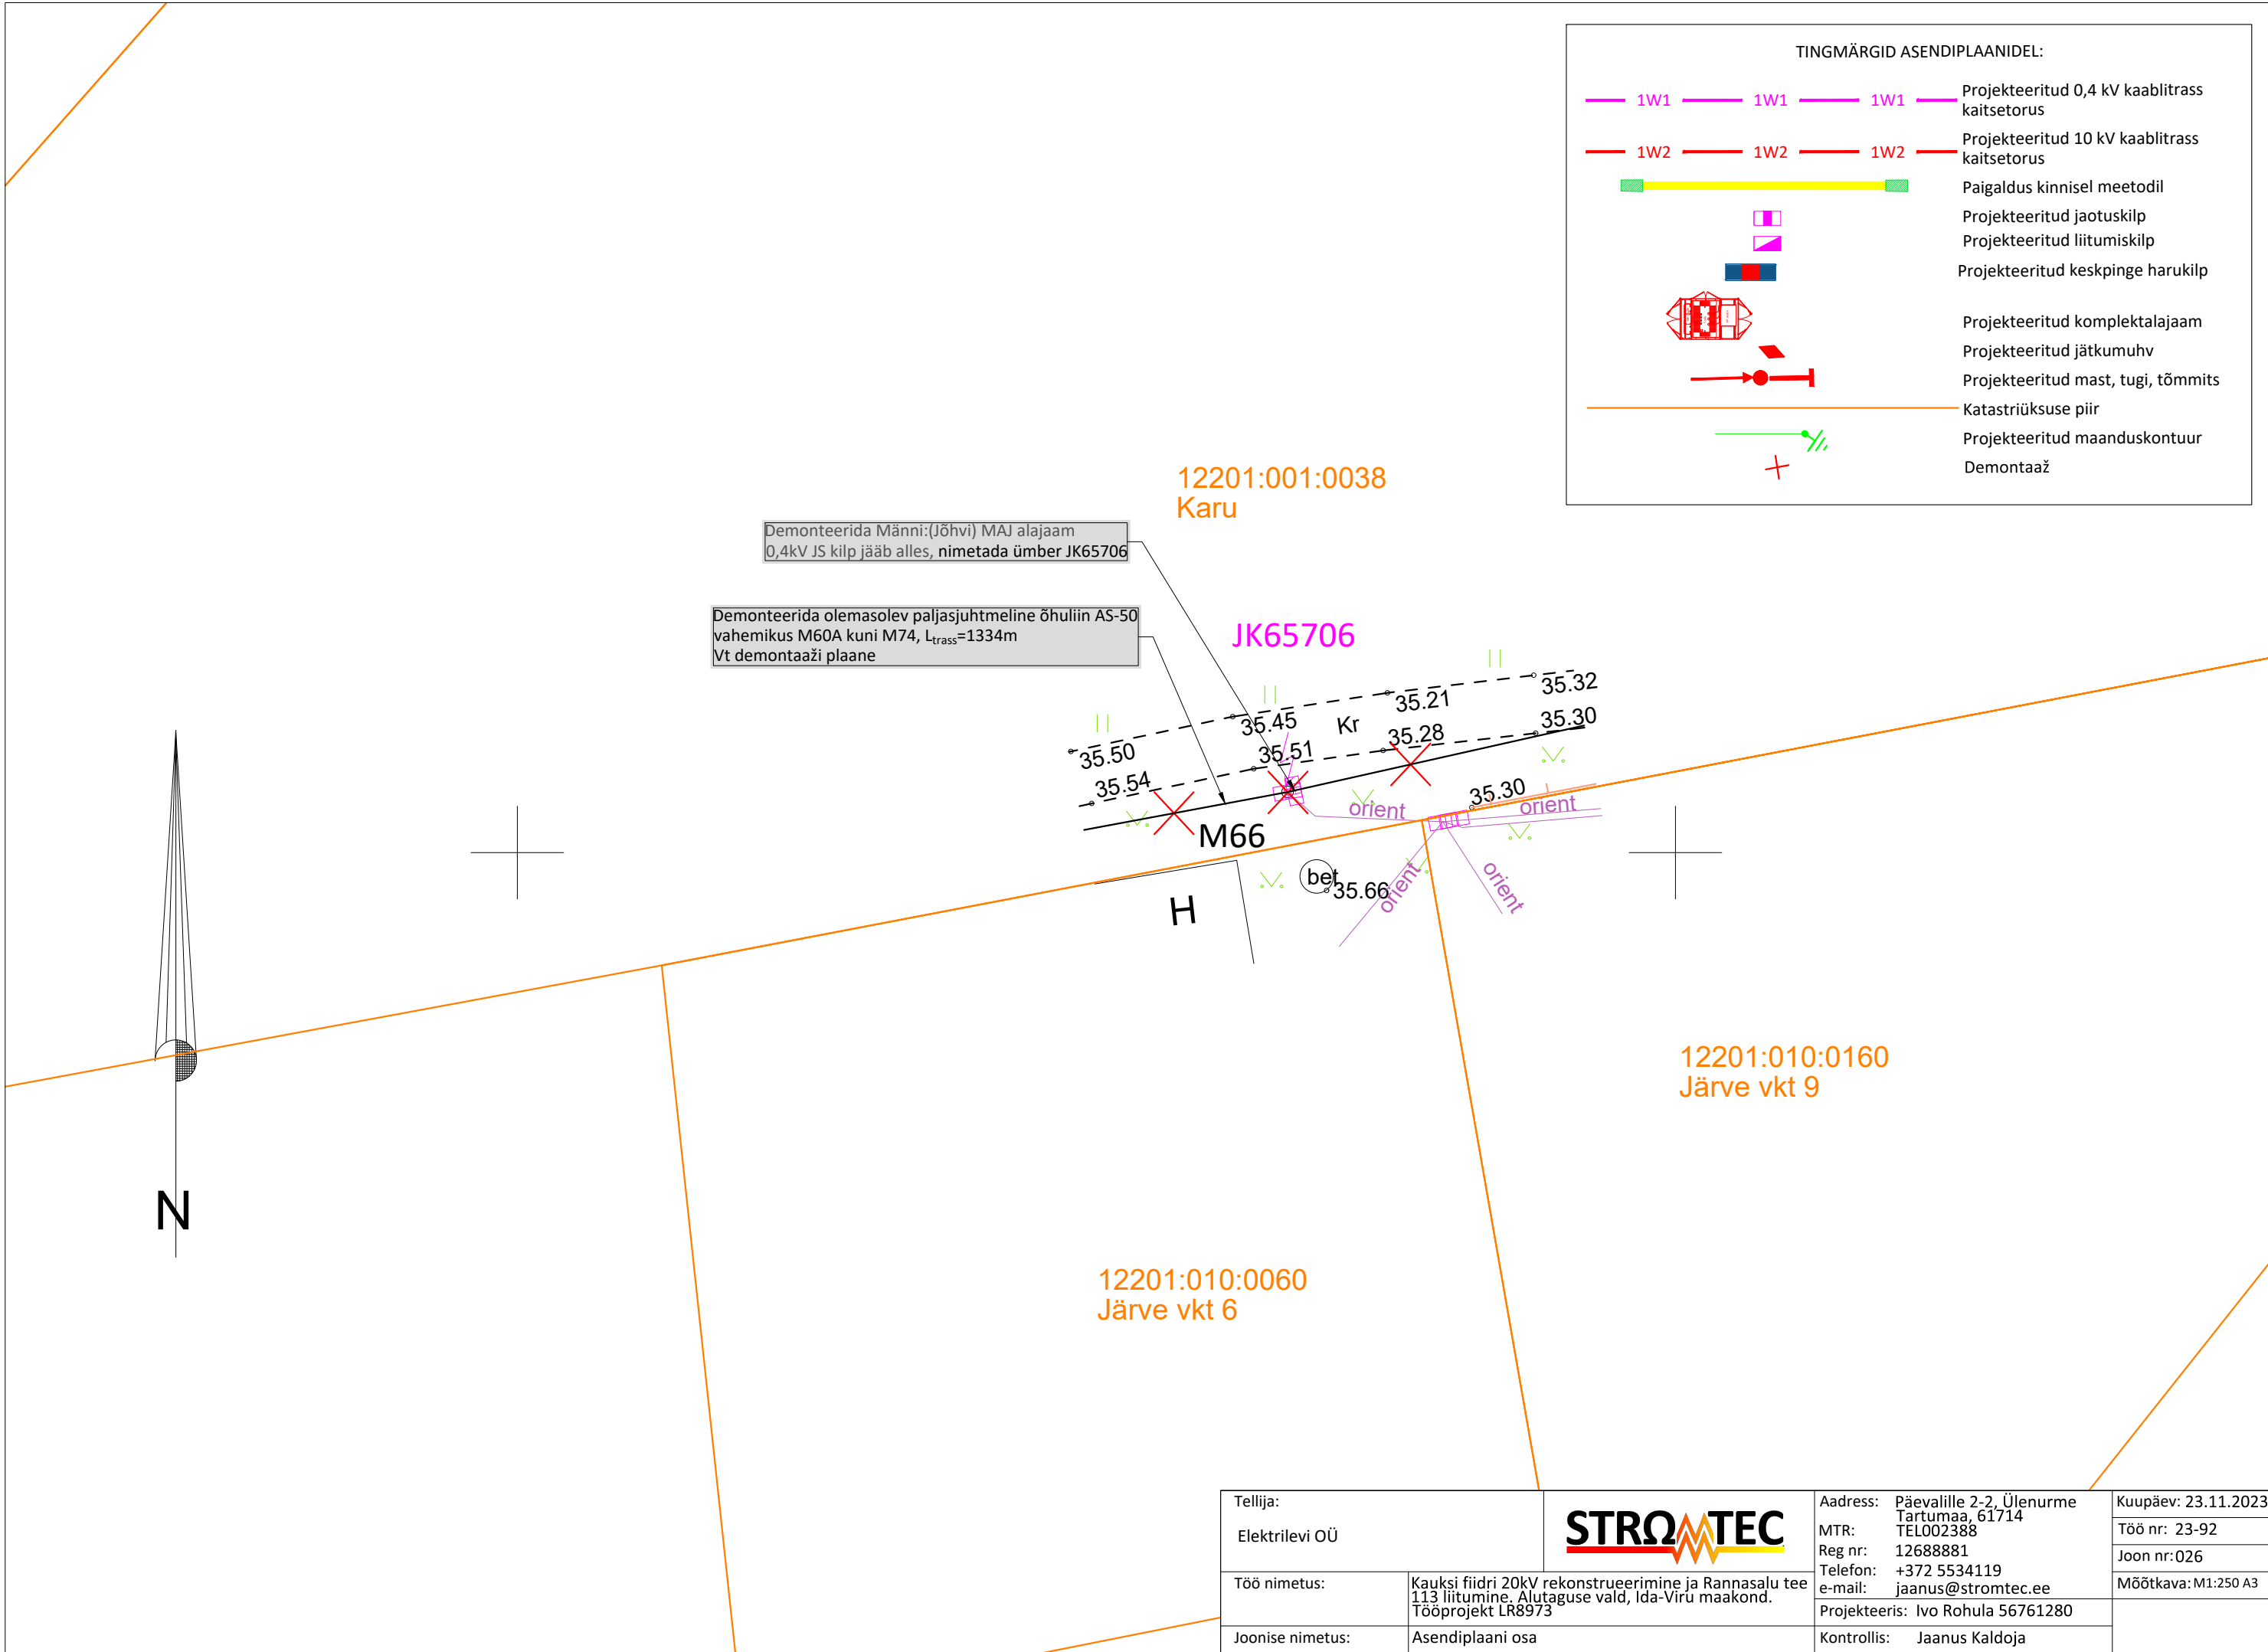 TINGMÄRGID ASENDIPLAANIDEL:
1W1 1W1 1W1
Projekteeritud 0,4 kV kaablitrass
kaitsetorus
1W2 1W2 1W2
Projekteeritud 10 kV kaablitrass
kaitsetorus
Paigaldus kinnisel meetodil
Projekteeritud jaotuskilp
Projekteeritud liitumiskilp
Projekteeritud keskpinge harukilp
Projekteeritud komplektalajaam
Projekteeritud jätkumuhv
Projekteeritud mast, tugi, tõmmits
Katastriüksuse piir
Projekteeritud maanduskontuur
Demontaaž
12201:001:0038
Karu
Demonteerida Männi:(Jõhvi) MAJ alajaam
0,4kV JS kilp jääb alles, nimetada ümber JK65706
Demonteerida olemasolev paljasjuhtmeline õhuliin AS-50
vahemikus M60A kuni M74, Ltrass=1334m
Vt demontaaži plaane
JK65706
35.32
35.21
35.45
Kr
35.30
35.28
35.50
35.51
35.54
35.30
orient
orient
M66
bet
35.66
orient
orient
H
N
12201:010:0160
Järve vkt 9
12201:010:0060
Järve vkt 6
Tellija:
Elektrilevi OÜ
STROMTEC
Aadress: Päevalille 2-2, Ülenurme
Tartumaa, 61714
MTR: TEL002388
Reg nr: 12688881
Telefon: +372 5534119
e-mail: jaanus@stromtec.ee
Kuupäev: 23.11.2023
Töö nr: 23-92
Joon nr: 026
Mõõtkava: M1:250 A3
Töö nimetus:
Kauksi fiidri 20kV rekonstrueerimine ja Rannasalu tee
113 liitumine. Alutaguse vald, Ida-Viru maakond.
Tööprojekt LR8973
Projekteeris: Ivo Rohula 56761280
Joonise nimetus: Asendiplaani osa
Kontrollis: Jaanus Kaldoja